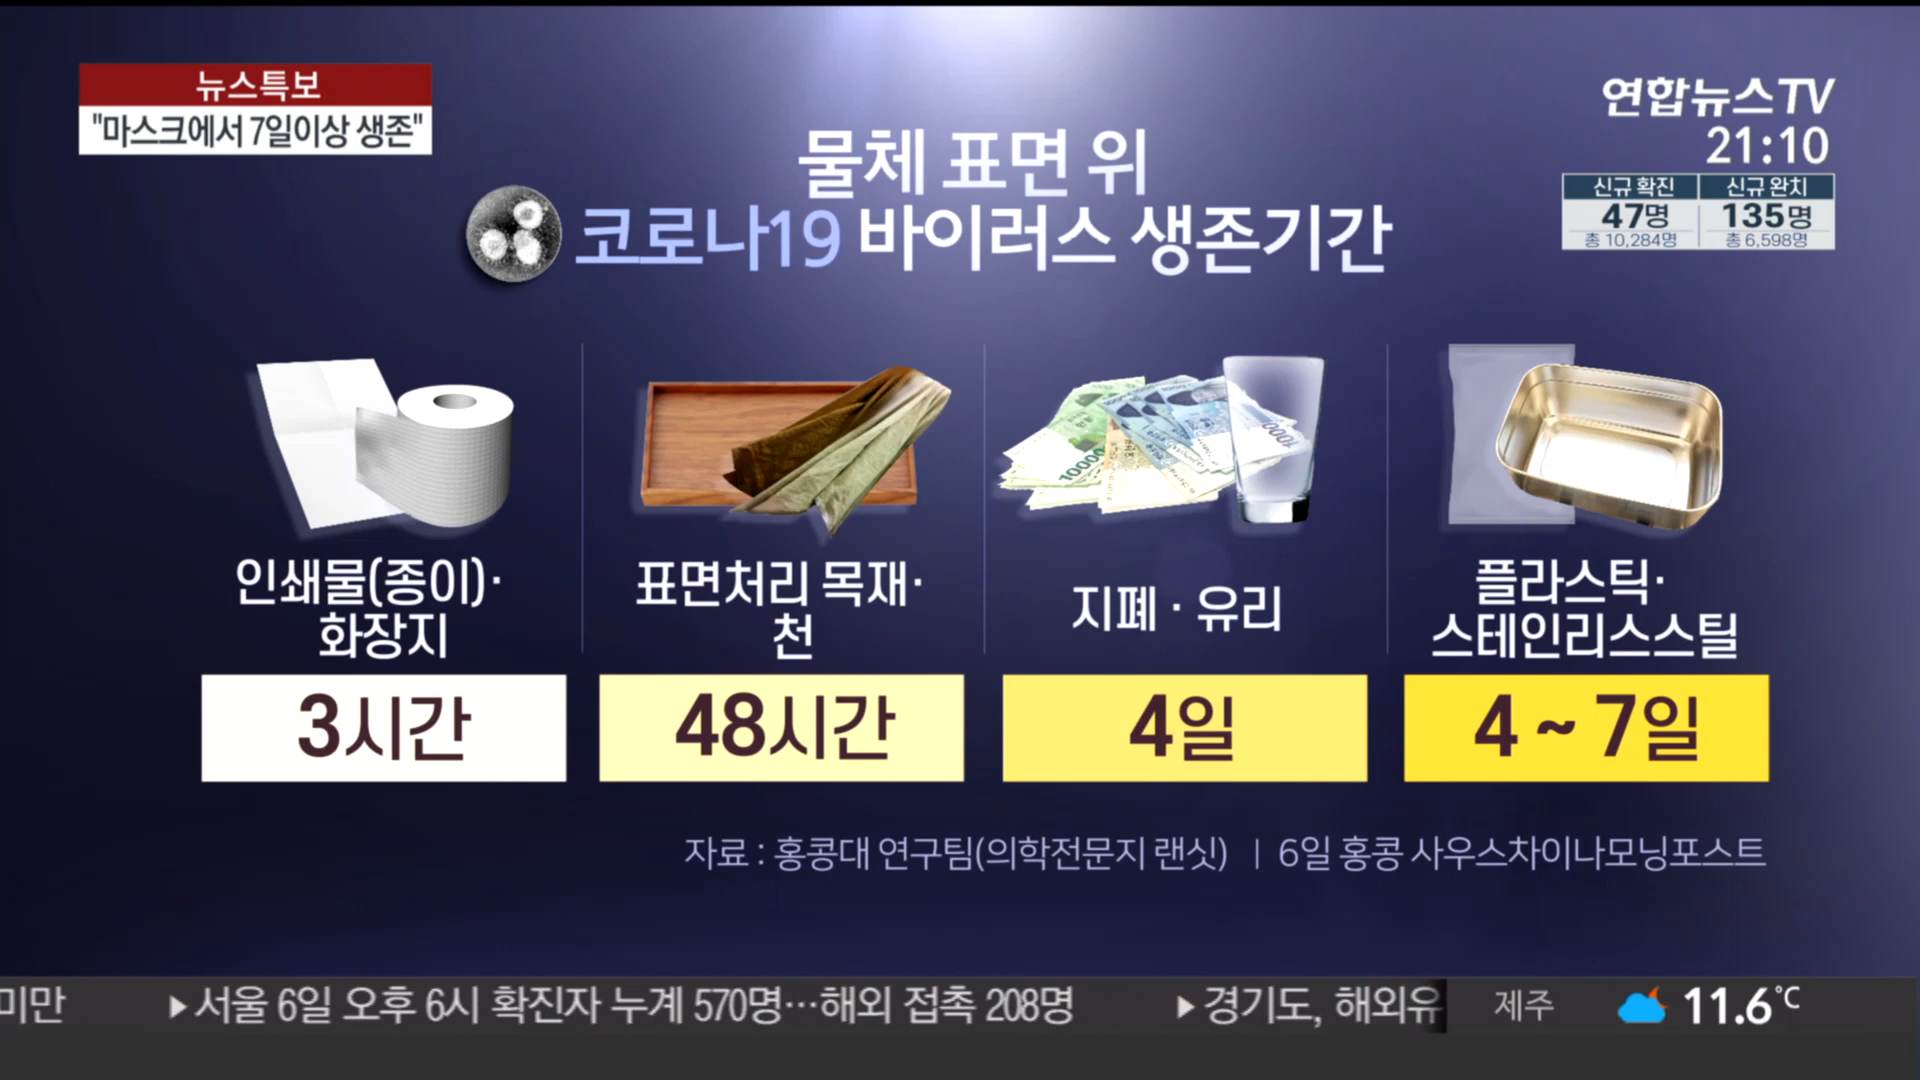 뉴스특보
"마스크에서 7일이상 생존"
연합뉴스TV
21:10
신규 확진 신규 완치
47명 135명
총 10,284명 총 6,598명
물체 표면 위
코로나19 바이러스 생존기간
인쇄물(종이)·
화장지
3시간
표면처리 목재·
천
48시간
지폐·유리
4일
플라스틱·
스테인리스스틸
4~7일
자료 : 홍콩대 연구팀(의학전문지 랜싯) ㅣ 6일 홍콩 사우스차이나모닝포스트
미만 ▶서울 6일 오후 6시 확진자 누계 570명…해외 접촉 208명 ▶경기도, 해외유
제주 11.6℃